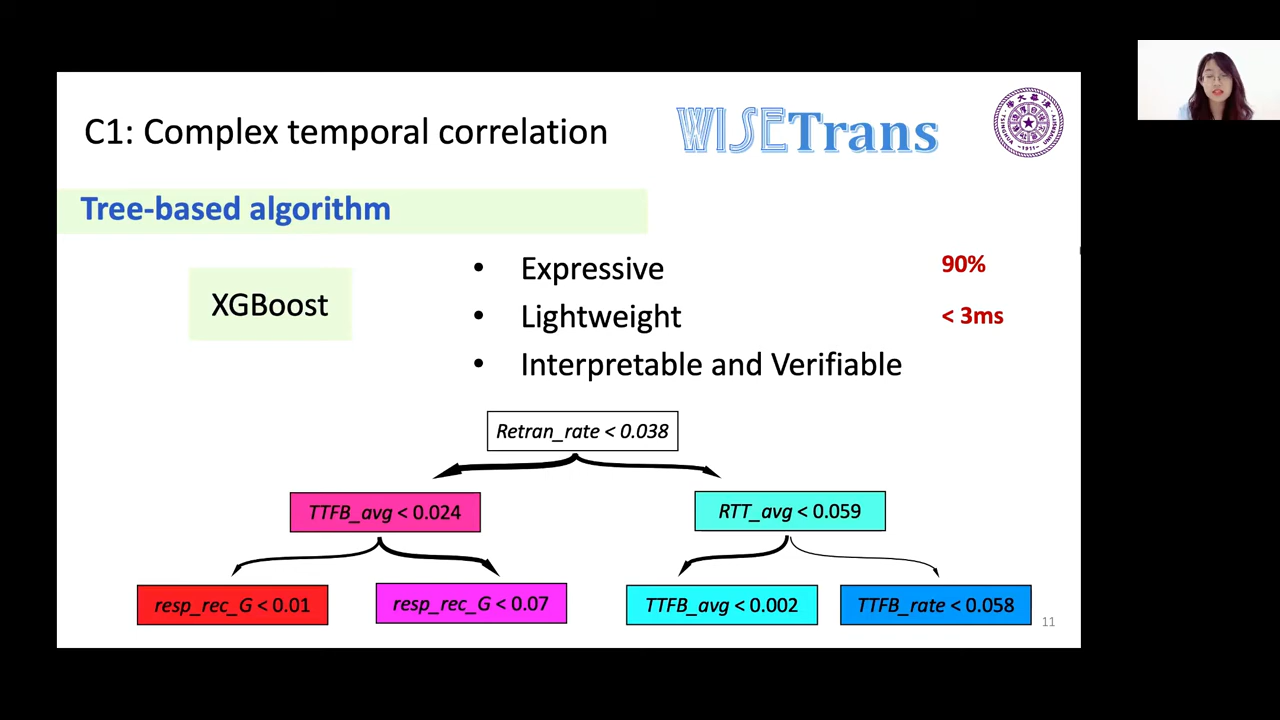 C1: Complex temporal correlation
WISETrans
Tree-based algorithm
XGBoost
• Expressive 90%
• Lightweight < 3ms
• Interpretable and Verifiable
Retran_rate < 0.038
TTFB_avg < 0.024
RTT_avg < 0.059
resp_rec_G < 0.01
resp_rec_G < 0.07
TTFB_avg < 0.002
TTFB_rate < 0.058
11